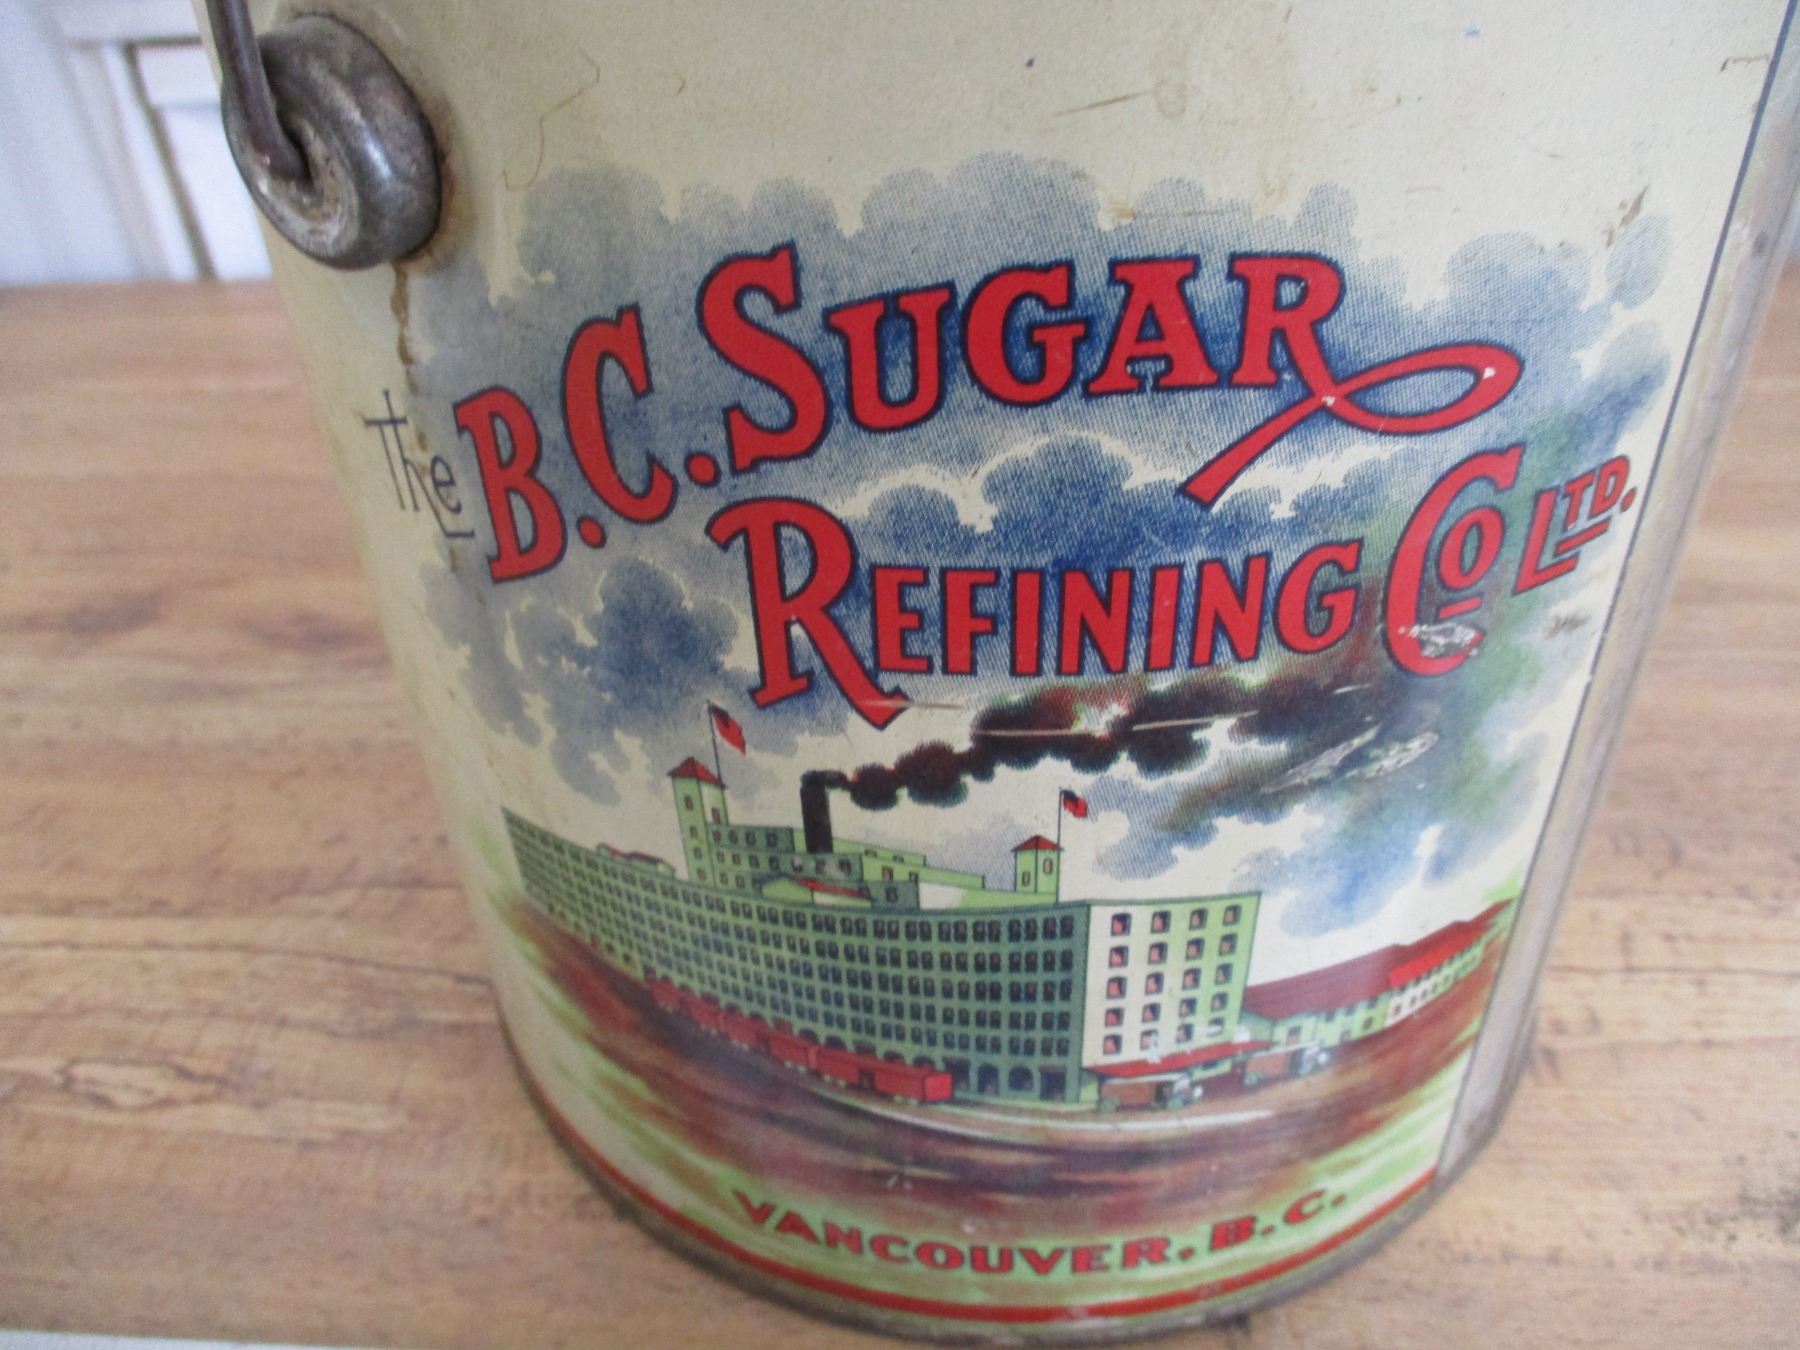 The B.C. SUGAR
REFINING Co LTD.
VANCOUVER. B.C.